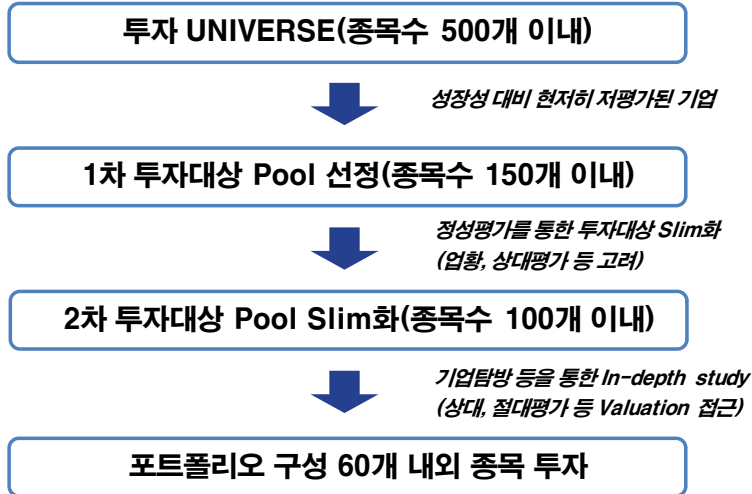 투자 UNIVERSE(종목수 500개 이내)
성장성 대비 현저히 저평가된 기업
1차 투자대상 Pool 선정(종목수 150개 이내)
정성평가를 통한 투자대상 Slim화
(업황, 상대평가 등 고려)
2차 투자대상 Pool Slim화(종목수 100개 이내)
기업탐방 등을 통한 In-depth study
(상대, 절대평가 등 Valuation 접근)
포트폴리오 구성 60개 내외 종목 투자